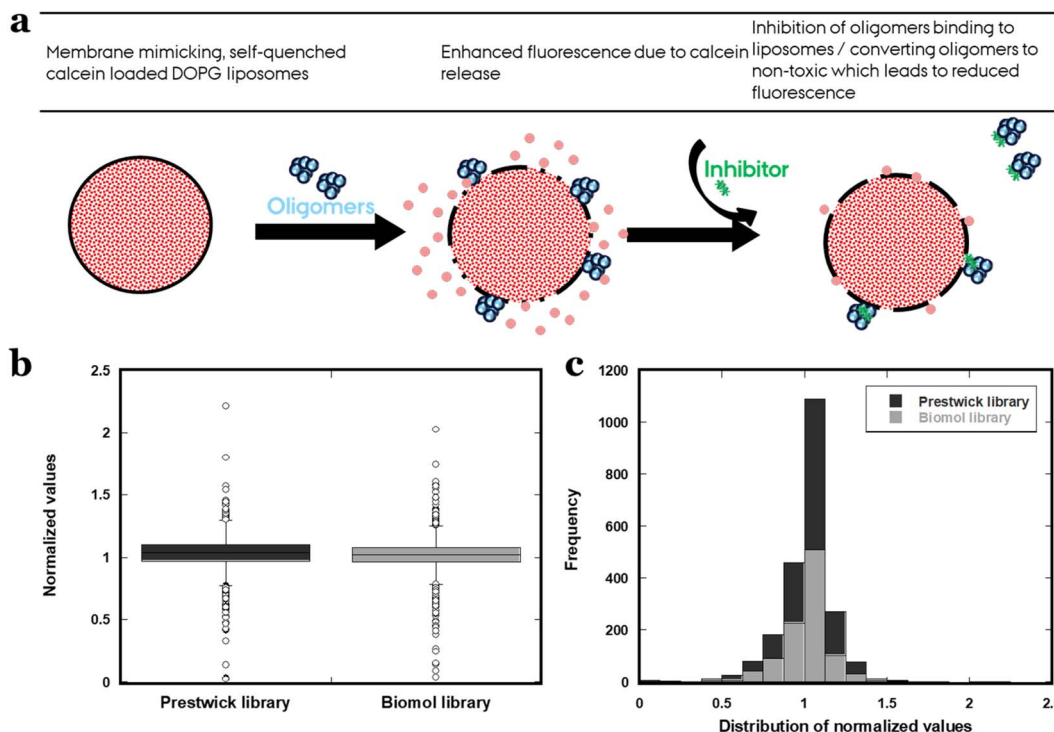 a
Membrane mimicking, self-quenched
calcein loaded DOPG liposomes
Enhanced fluorescence due to calcein
release
Inhibition of oligomers binding to
liposomes / converting oligomers to
non-toxic which leads to reduced
fluorescence
Oligomers
Inhibitor
b
2.5
2
1.5
1
0.5
0
Normalized values
Prestwick library
Biomol library
c
1200
1000
800
600
400
200
0
Frequency
Prestwick library
Biomol library
0
0.5
1
1.5
2
2.
Distribution of normalized values